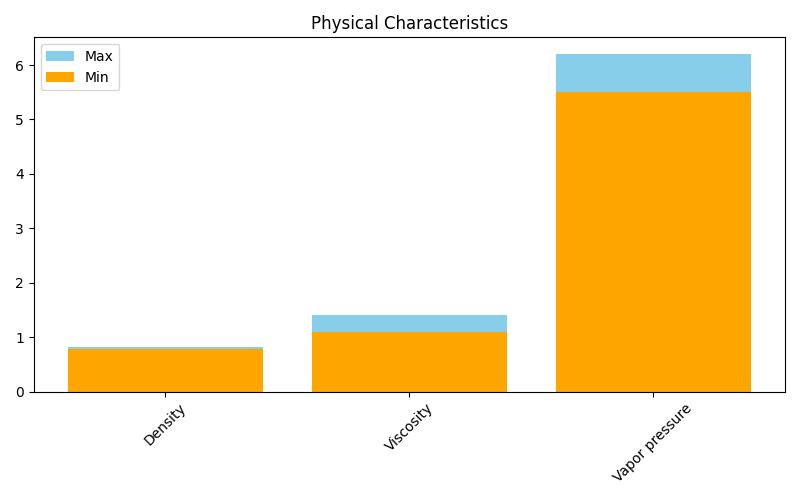 Physical Characteristics
Max
Min
6
5
4
3
2
1
0
Density
Viscosity
Vapor pressure